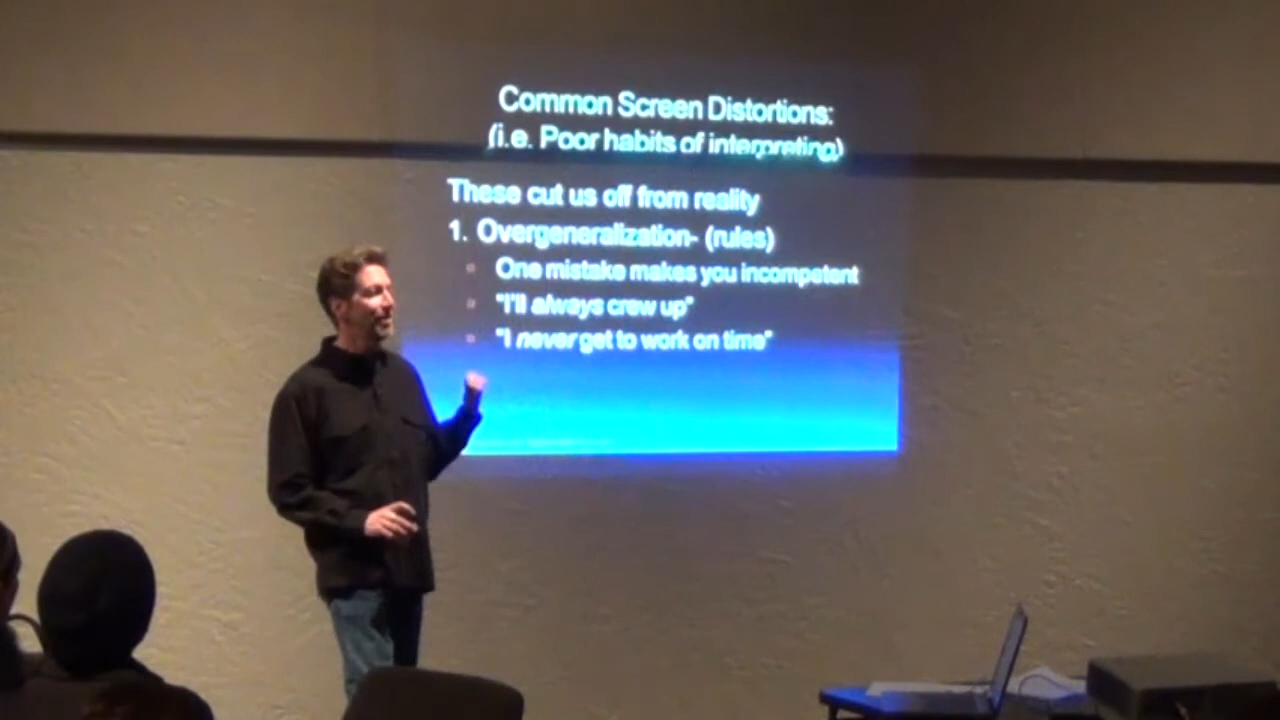 Common Screen Distortions:
(i.e. Poor habits of interpreting)
These cut us off from reality
1. Overgeneralization- (rules)
One mistake makes you incompetent
"I'll always crew up"
"I never get to work on time"